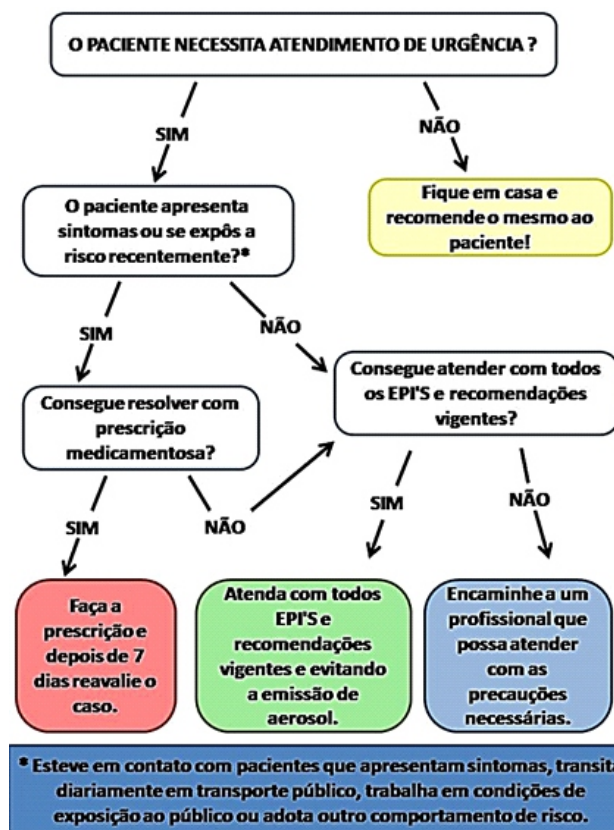 O PACIENTE NECESSITA ATENDIMENTO DE URGÊNCIA ?
SIM
NÃO
O paciente apresenta
sintomas ou se expôs a
risco recentemente?*
Fique em casa e
recomende o mesmo ao
paciente!
SIM
NÃO
Consegue resolver com
prescrição
medicamentosa?
Consegue atender com todos
os EPI'S e recomendações
vigentes?
SIM
NÃO
SIM
NÃO
Faça a
prescrição e
depois de 7
dias reavalie o
caso.
Atenda com todos
EPI'S e
recomendações
vigentes e evitando
a emissão de
aerosol.
Encaminhe a um
profissional que
possa atender
com as
precauções
necessárias.
* Esteve em contato com pacientes que apresentam sintomas, transita
diariamente em transporte público, trabalha em condições de
exposição ao público ou adota outro comportamento de risco.